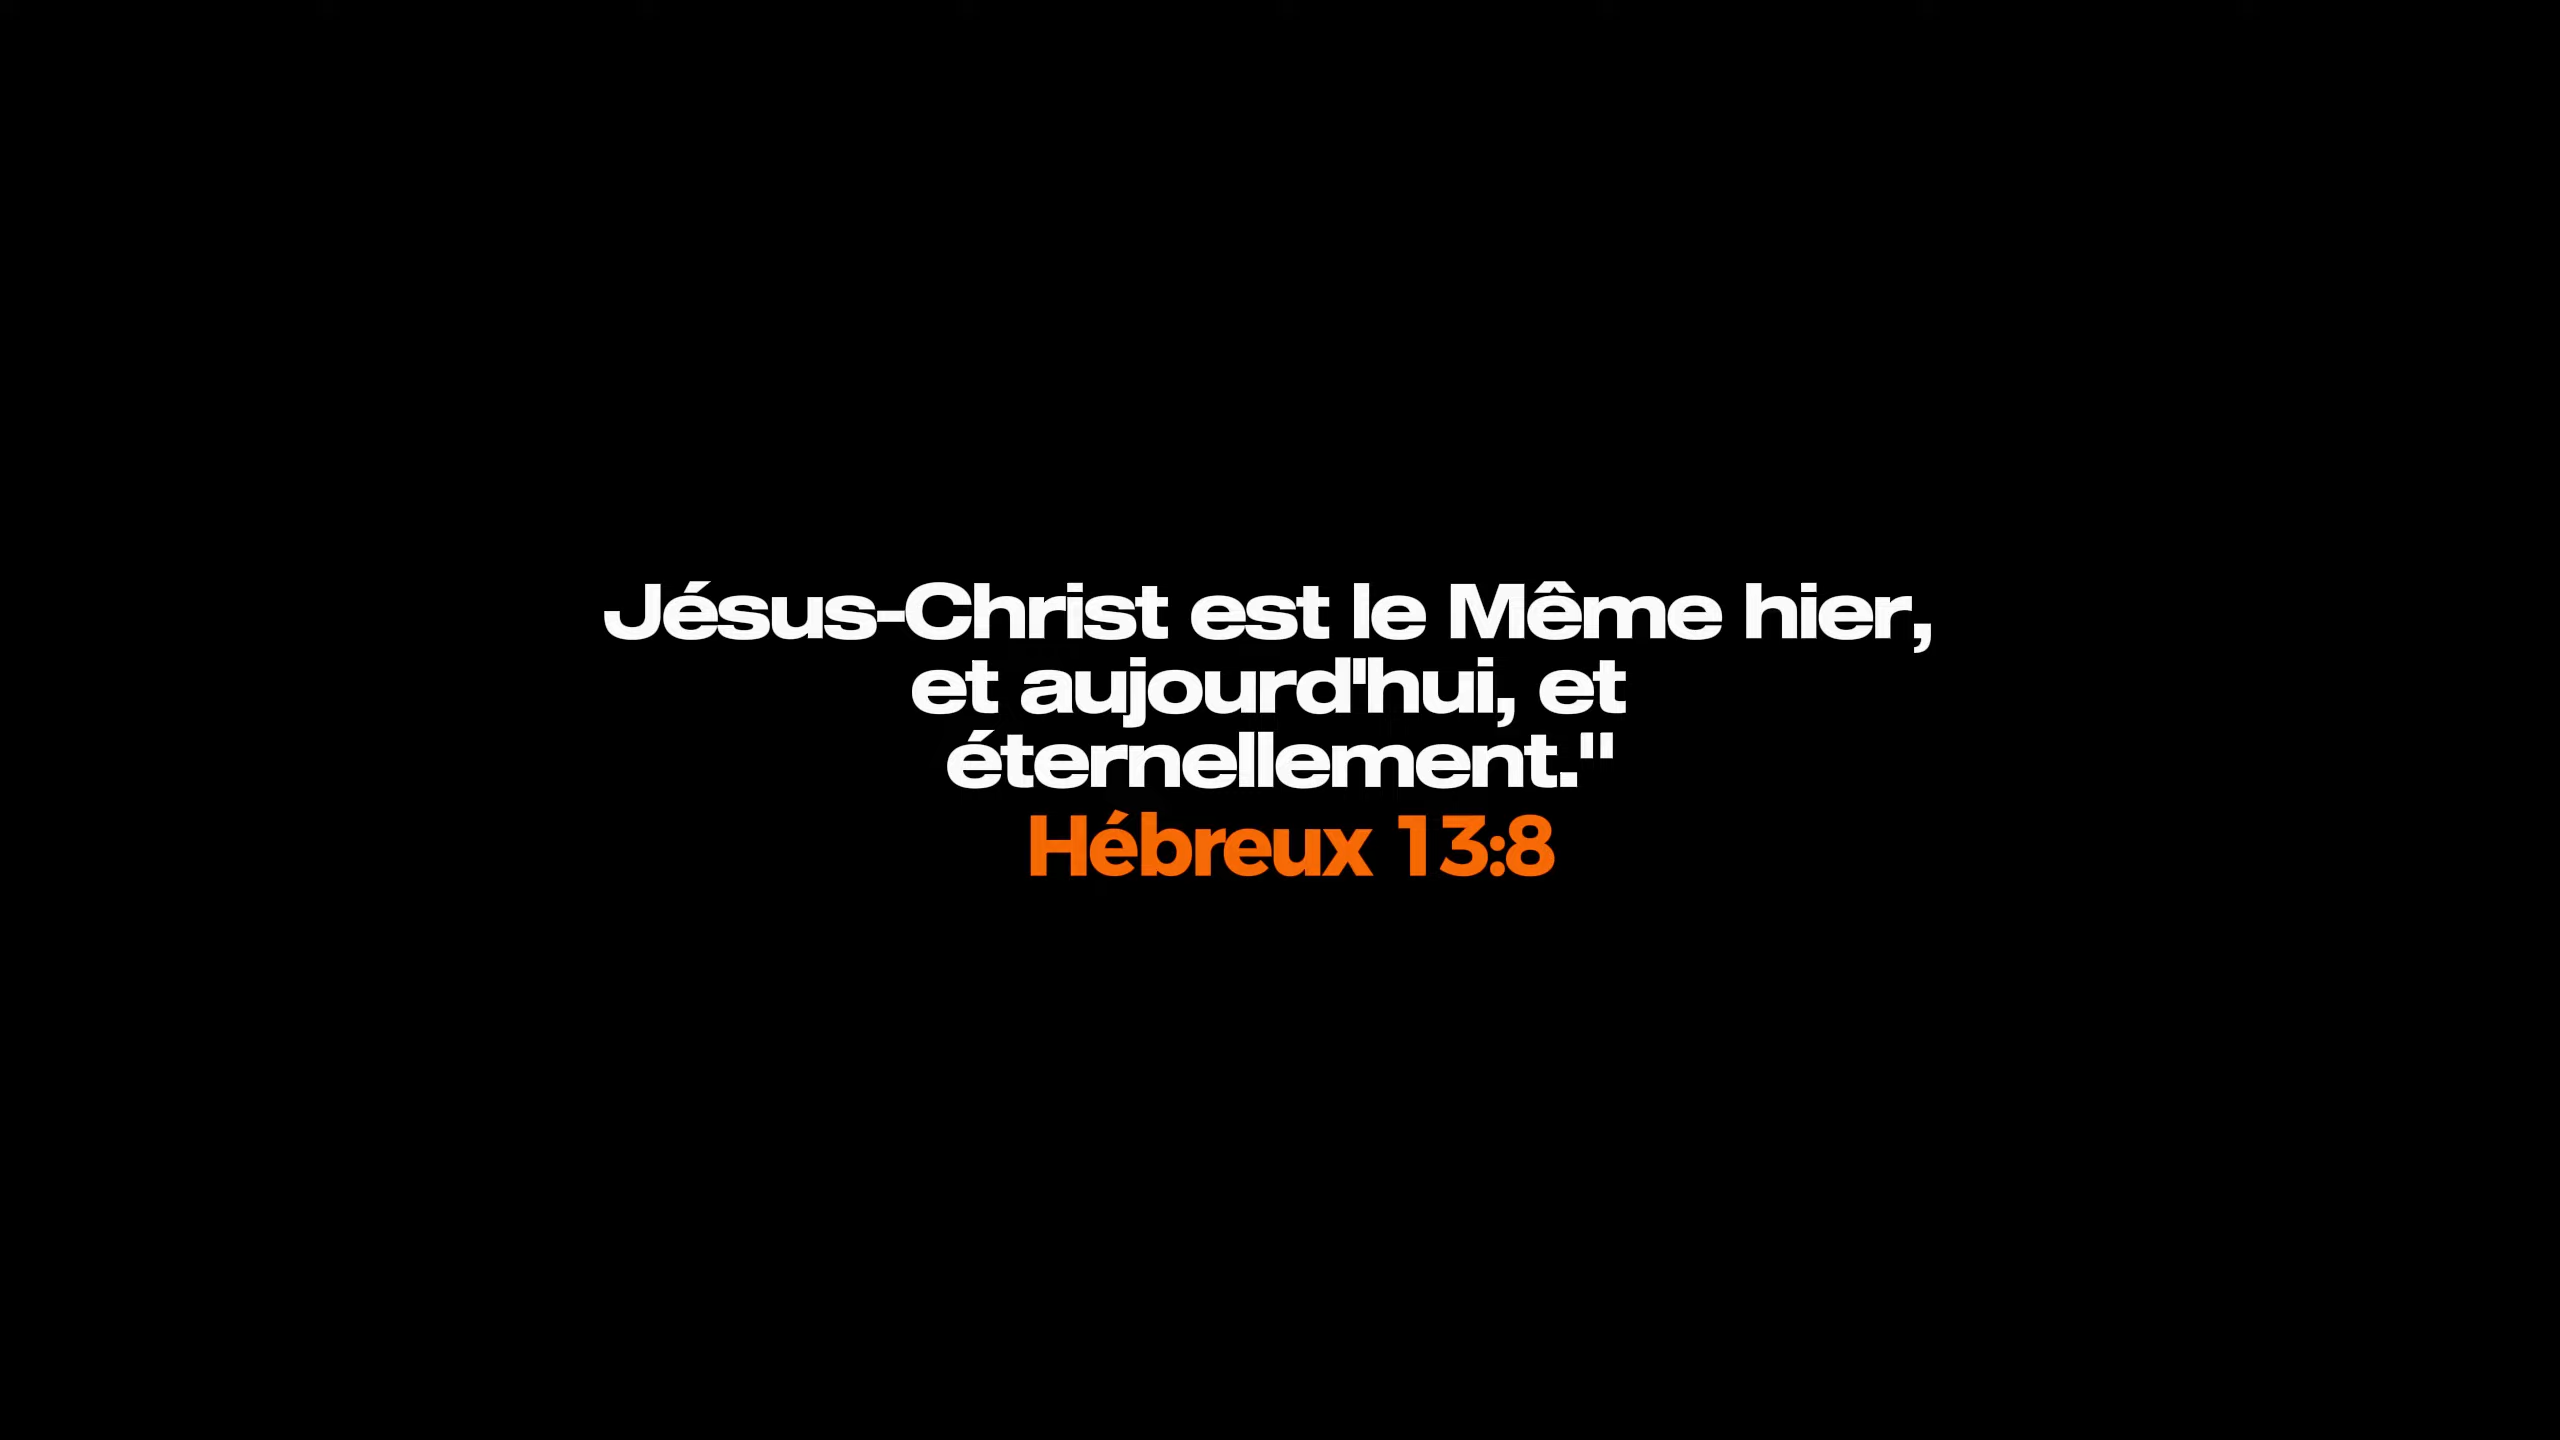 Jésus-Christ est le Même hier,
et aujourd'hui, et
éternellement."
Hébreux 13:8